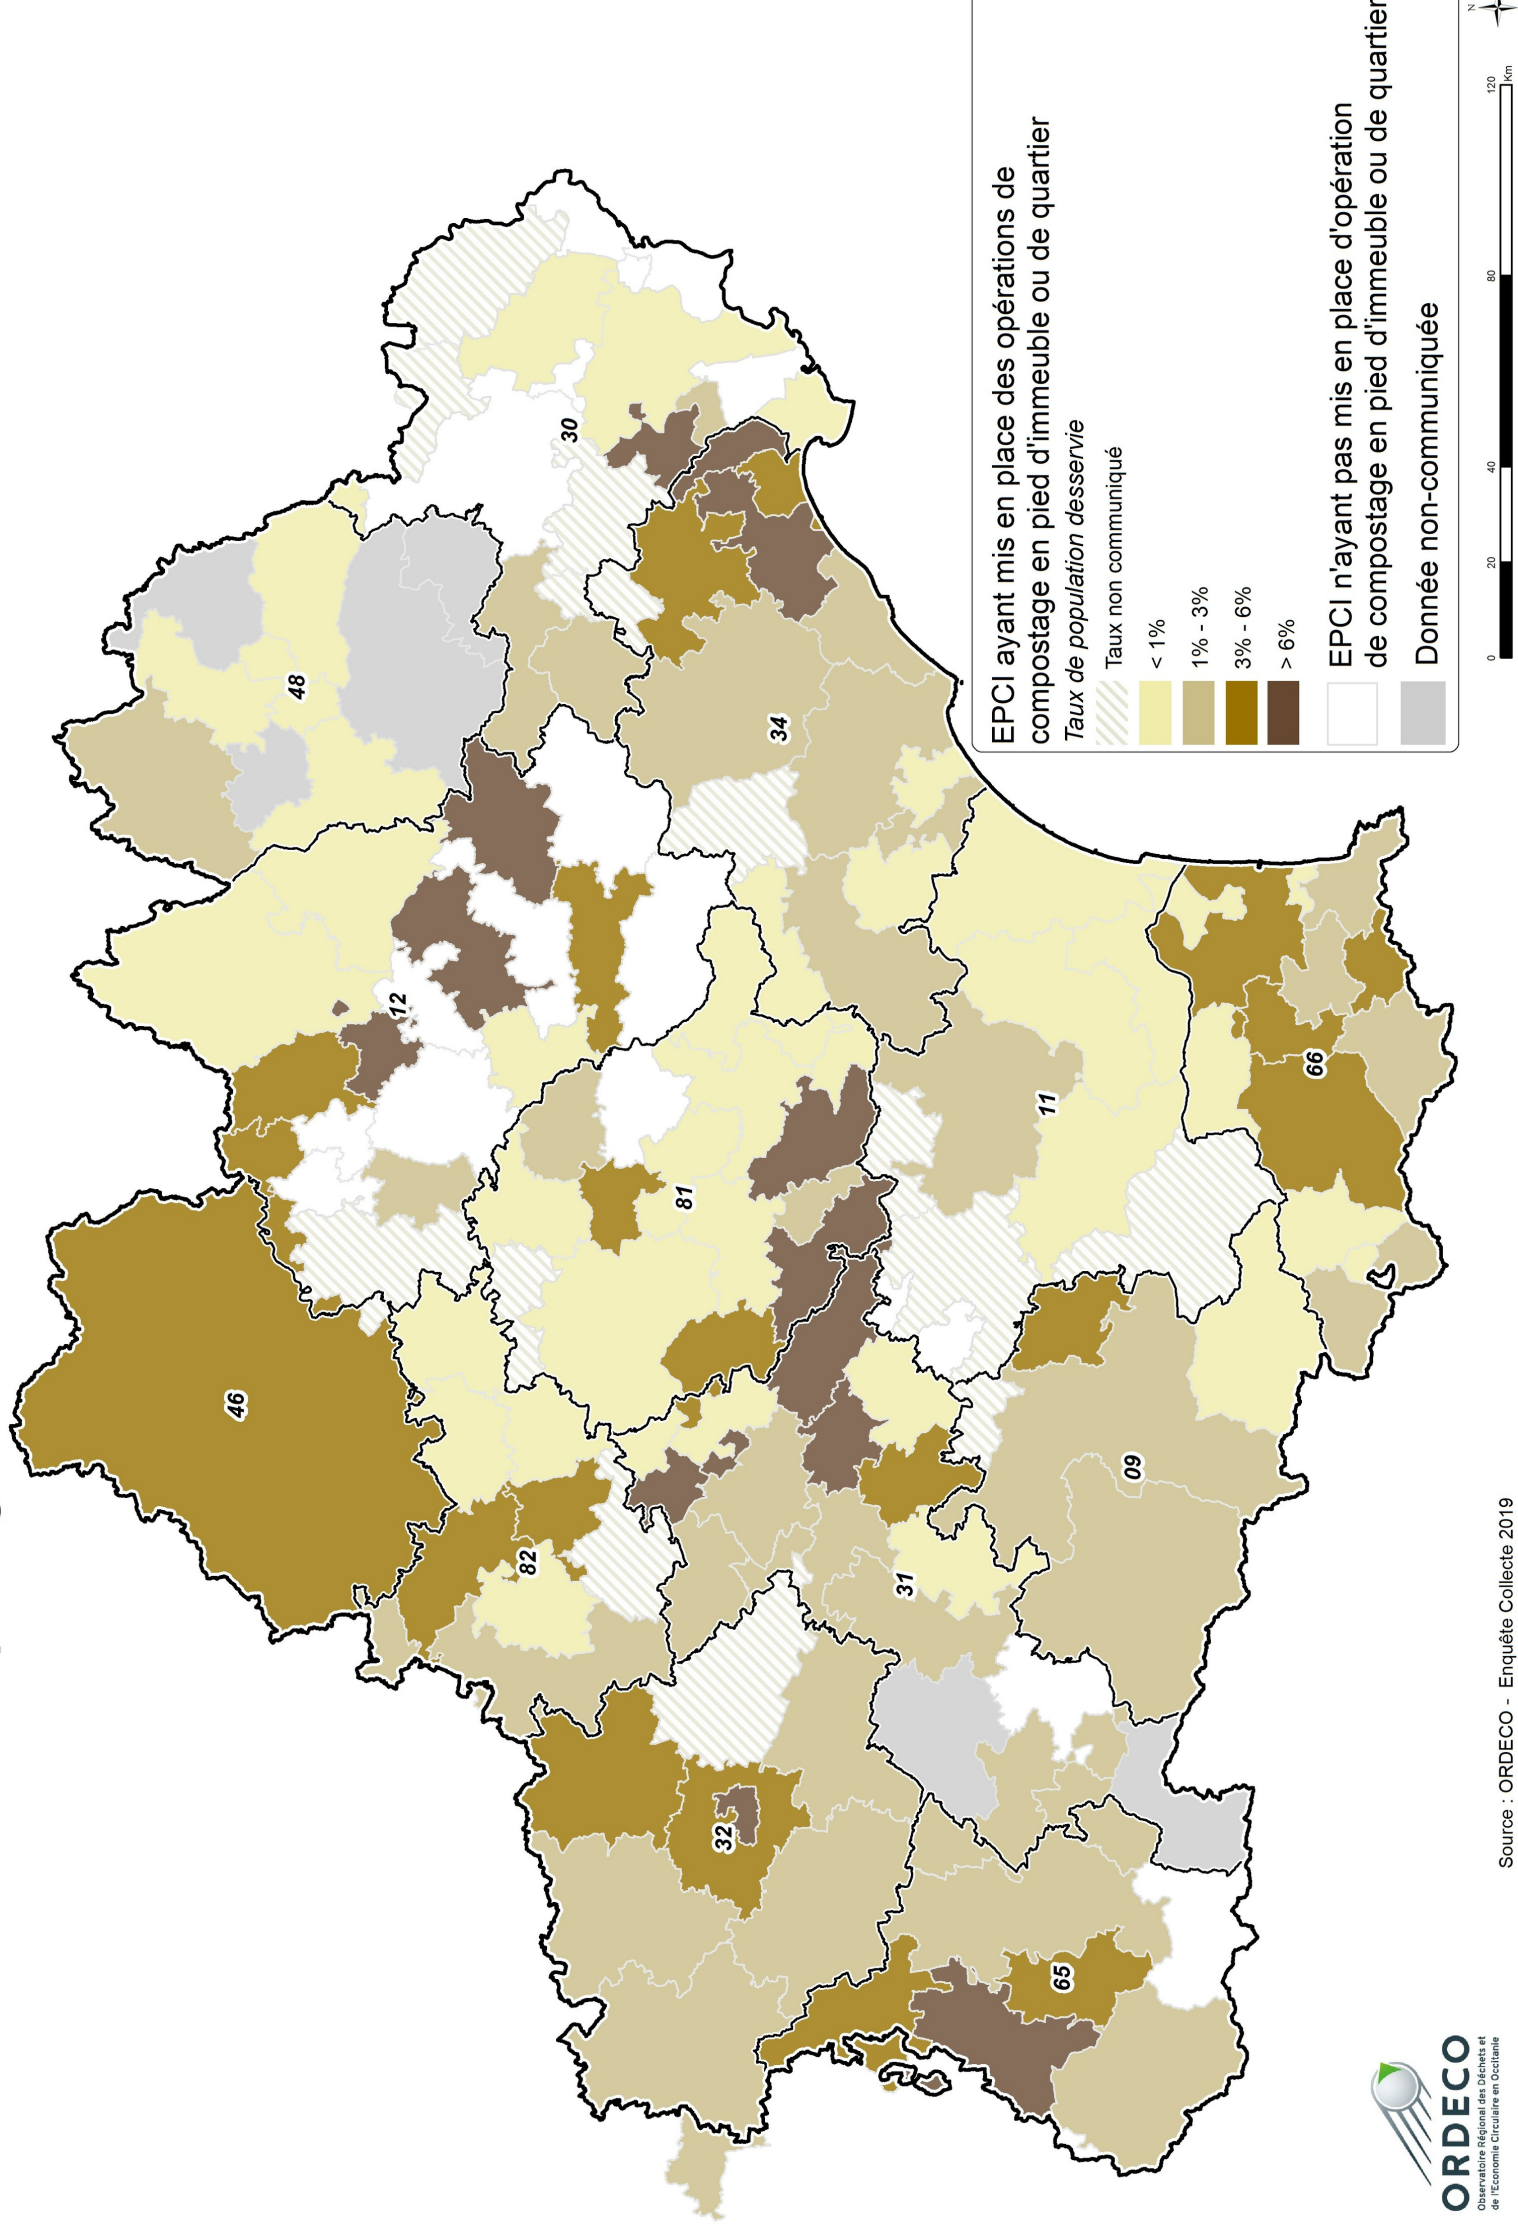 46
48
12
30
82
81
32
34
31
11
65
09
66
EPCI ayant mis en place des opérations de
compostage en pied d'immeuble ou de quartier
Taux de population desservie
Taux non communiqué
< 1%
1% - 3%
3% - 6%
> 6%
EPCI n'ayant pas mis en place d'opération
de compostage en pied d'immeuble ou de quartier
Donnée non-communiquée
N
0 20 40 80 120
Km
ORDECO
Observatoire Régional des Déchets et
de l'Economie Circulaire en Occitanie
Source : ORDECO - Enquête Collecte 2019